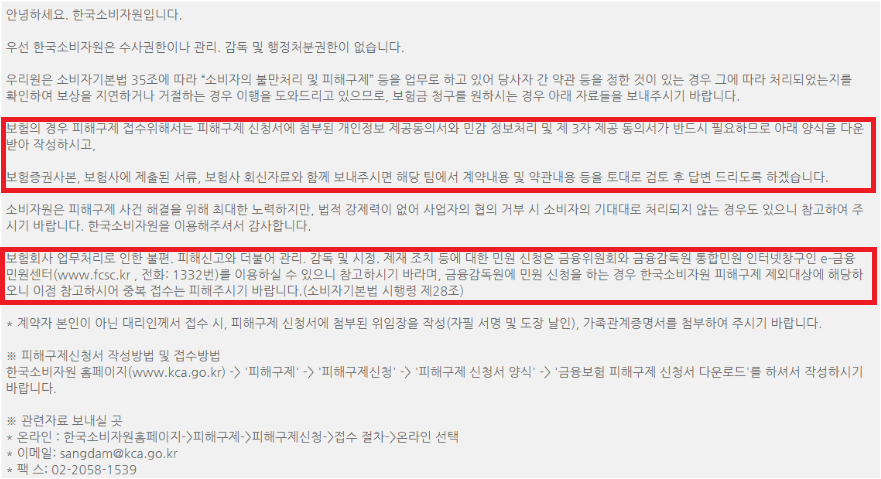 안녕하세요. 한국소비자원입니다.
우선 한국소비자원은 수사권한이나 관리. 감독 및 행정처분권한이 없습니다.
우리원은 소비자기본법 35조에 따라 “소비자의 불만처리 및 피해구제” 등을 업무로 하고 있어 당사자 간 약관 등을 정한 것이 있는 경우 그에 따라 처리되었는지를
확인하여 보상을 지연하거나 거절하는 경우 이행을 도와드리고 있으므로, 보험금 청구를 원하시는 경우 아래 자료들을 보내주시기 바랍니다.
보험의 경우 피해구제 접수위해서는 피해구제 신청서에 첨부된 개인정보 제공동의서와 민감 정보처리 및 제 3자 제공 동의서가 반드시 필요하므로 아래 양식을 다운
받아 작성하시고,
보험증권사본, 보험사에 제출된 서류, 보험사 회신자료와 함께 보내주시면 해당 팀에서 계약내용 및 약관내용 등을 토대로 검토 후 답변 드리도록 하겠습니다.
소비자원은 피해구제 사건 해결을 위해 최대한 노력하지만, 법적 강제력이 없어 사업자의 협의 거부 시 소비자의 기대대로 처리되지 않는 경우도 있으니 참고하여 주
시기 바랍니다. 한국소비자원을 이용해주셔서 감사합니다.
보험회사 업무처리로 인한 불편. 피해신고와 더불어 관리. 감독 및 시정. 제재 조치 등에 대한 민원 신청은 금융위원회와 금융감독원 통합민원 인터넷창구인 e-금융
민원센터(www.fcsc.kr , 전화: 1332번)를 이용하실 수 있으니 참고하시기 바라며, 금융감독원에 민원 신청을 하는 경우 한국소비자원 피해구제 제외대상에 해당하
오니 이점 참고하시어 중복 접수는 피해주시기 바랍니다.(소비자기본법 시행령 제28조)
* 계약자 본인이 아닌 대리인께서 접수 시, 피해구제 신청서에 첨부된 위임장을 작성(자필 서명 및 도장 날인), 가족관계증명서를 첨부하여 주시기 바랍니다.
※ 피해구제신청서 작성방법 및 접수방법
한국소비자원 홈페이지(www.kca.go.kr) -> '피해구제' -> '피해구제신청' -> '피해구제 신청서 양식' -> '금융보험 피해구제 신청서 다운로드'를 하셔서 작성하시기
바랍니다.
※ 관련자료 보내실 곳
* 온라인 : 한국소비자원홈페이지->피해구제->피해구제신청->접수 절차->온라인 선택
* 이메일: sangdam@kca.go.kr
* 팩 스: 02-2058-1539